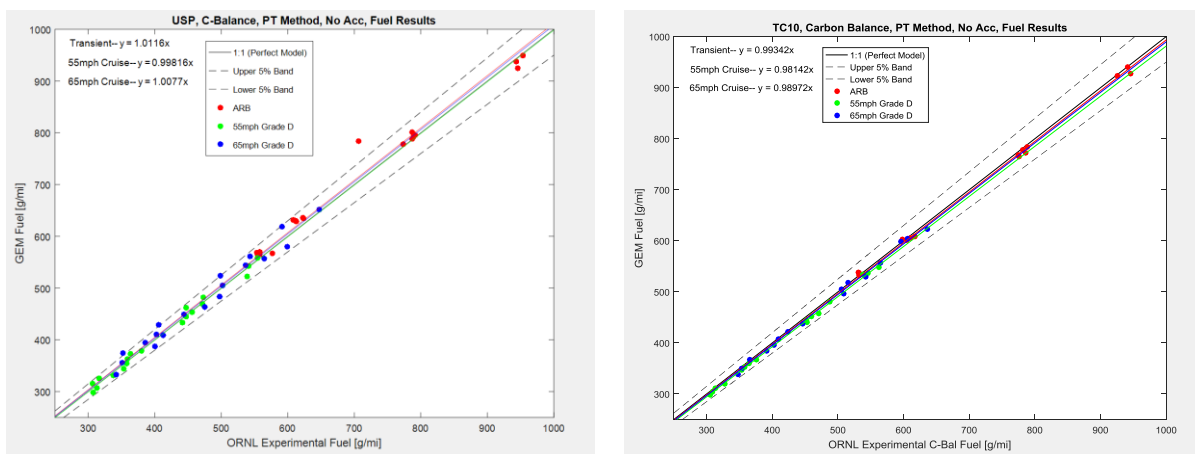 USP, C-Balance, PT Method, No Acc, Fuel Results
Transient-- y = 1.0116x
55mph Cruise-- y = 0.99816x
65mph Cruise-- y = 1.0077x
1:1 (Perfect Model)
Upper 5% Band
Lower 5% Band
ARB
55mph Grade D
65mph Grade D
1000
900
800
700
600
500
400
300
GEM Fuel [g/mi]
300 400 500 600 700 800 900 1000
ORNL Experimental Fuel [g/mi]
TC10, Carbon Balance, PT Method, No Acc, Fuel Results
Transient-- y = 0.99342x
55mph Cruise-- y = 0.98142x
65mph Cruise-- y = 0.98972x
1:1 (Perfect Model)
Upper 5% Band
Lower 5% Band
ARB
55mph Grade D
65mph Grade D
1000
900
800
700
600
500
400
300
GEM Fuel [g/mi]
300 400 500 600 700 800 900 1000
ORNL Experimental C-Bal Fuel [g/mi]